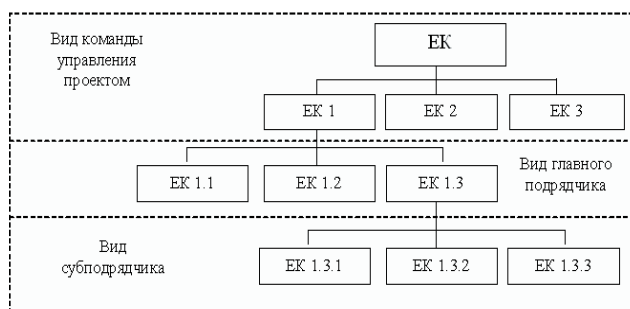 Вид команды
управления
проектом
ЕК
ЕК 1
ЕК 2
ЕК 3
ЕК 1.1
ЕК 1.2
ЕК 1.3
Вид главного
подрядчика
Вид
субподрядчика
ЕК 1.3.1
ЕК 1.3.2
ЕК 1.3.3